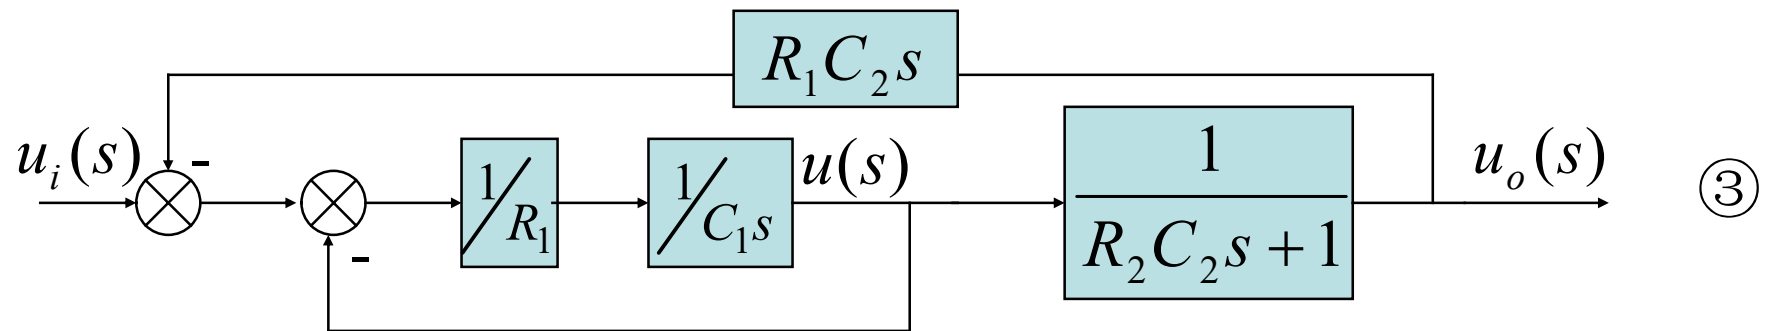 R₁C₂s
uᵢ(s) - 1/R₁ 1/C₁s u(s) 1/(R₂C₂s+1) uₒ(s) ③
-